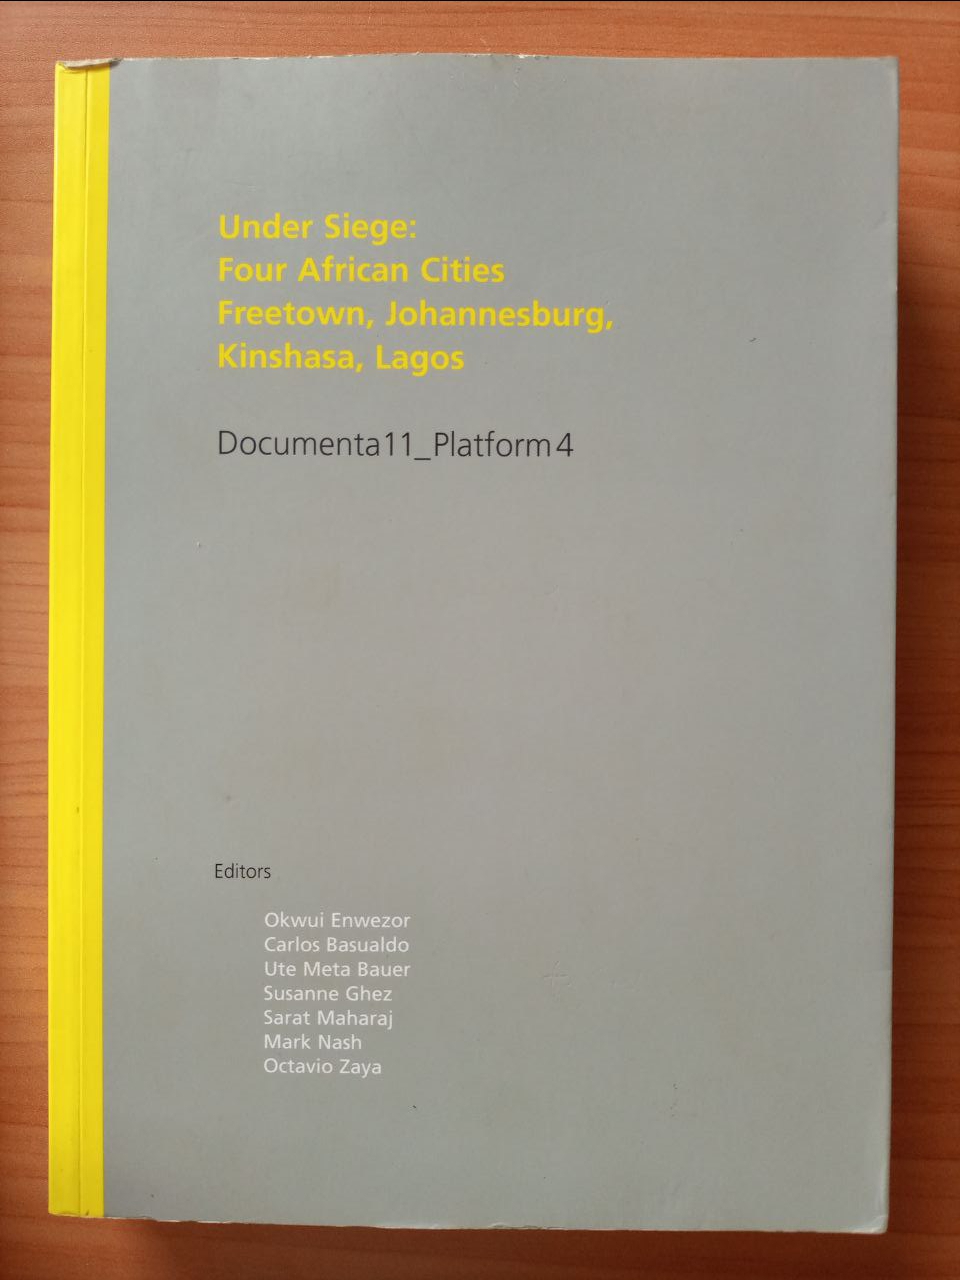 Under Siege:
Four African Cities
Freetown, Johannesburg,
Kinshasa, Lagos
Documenta11_Platform4
Editors
Okwui Enwezor
Carlos Basualdo
Ute Meta Bauer
Susanne Ghez
Sarat Maharaj
Mark Nash
Octavio Zaya